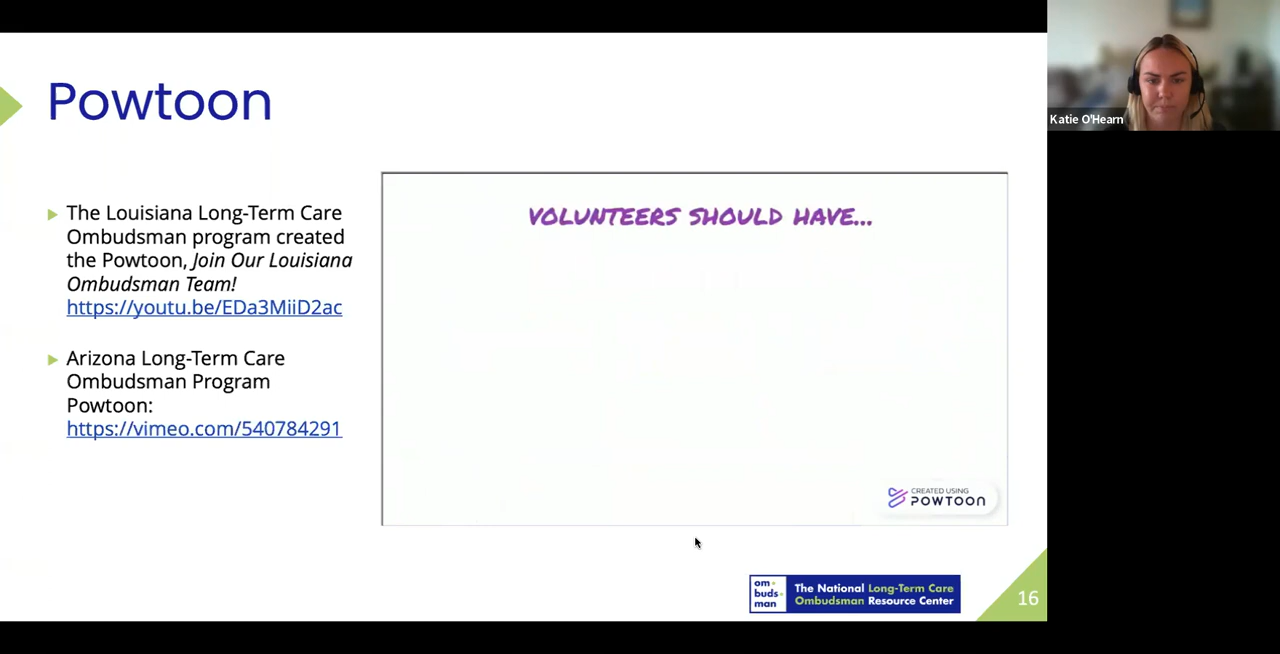 Powtoon
The Louisiana Long-Term Care
Ombudsman program created
the Powtoon, Join Our Louisiana
Ombudsman Team!
https://youtu.be/EDa3MiiD2ac
Arizona Long-Term Care
Ombudsman Program
Powtoon:
https://vimeo.com/540784291
VOLUNTEERS SHOULD HAVE...
CREATED USING
POWTOON
om
buds
man
The National Long-Term Care
Ombudsman Resource Center
16
Katie O'Hearn